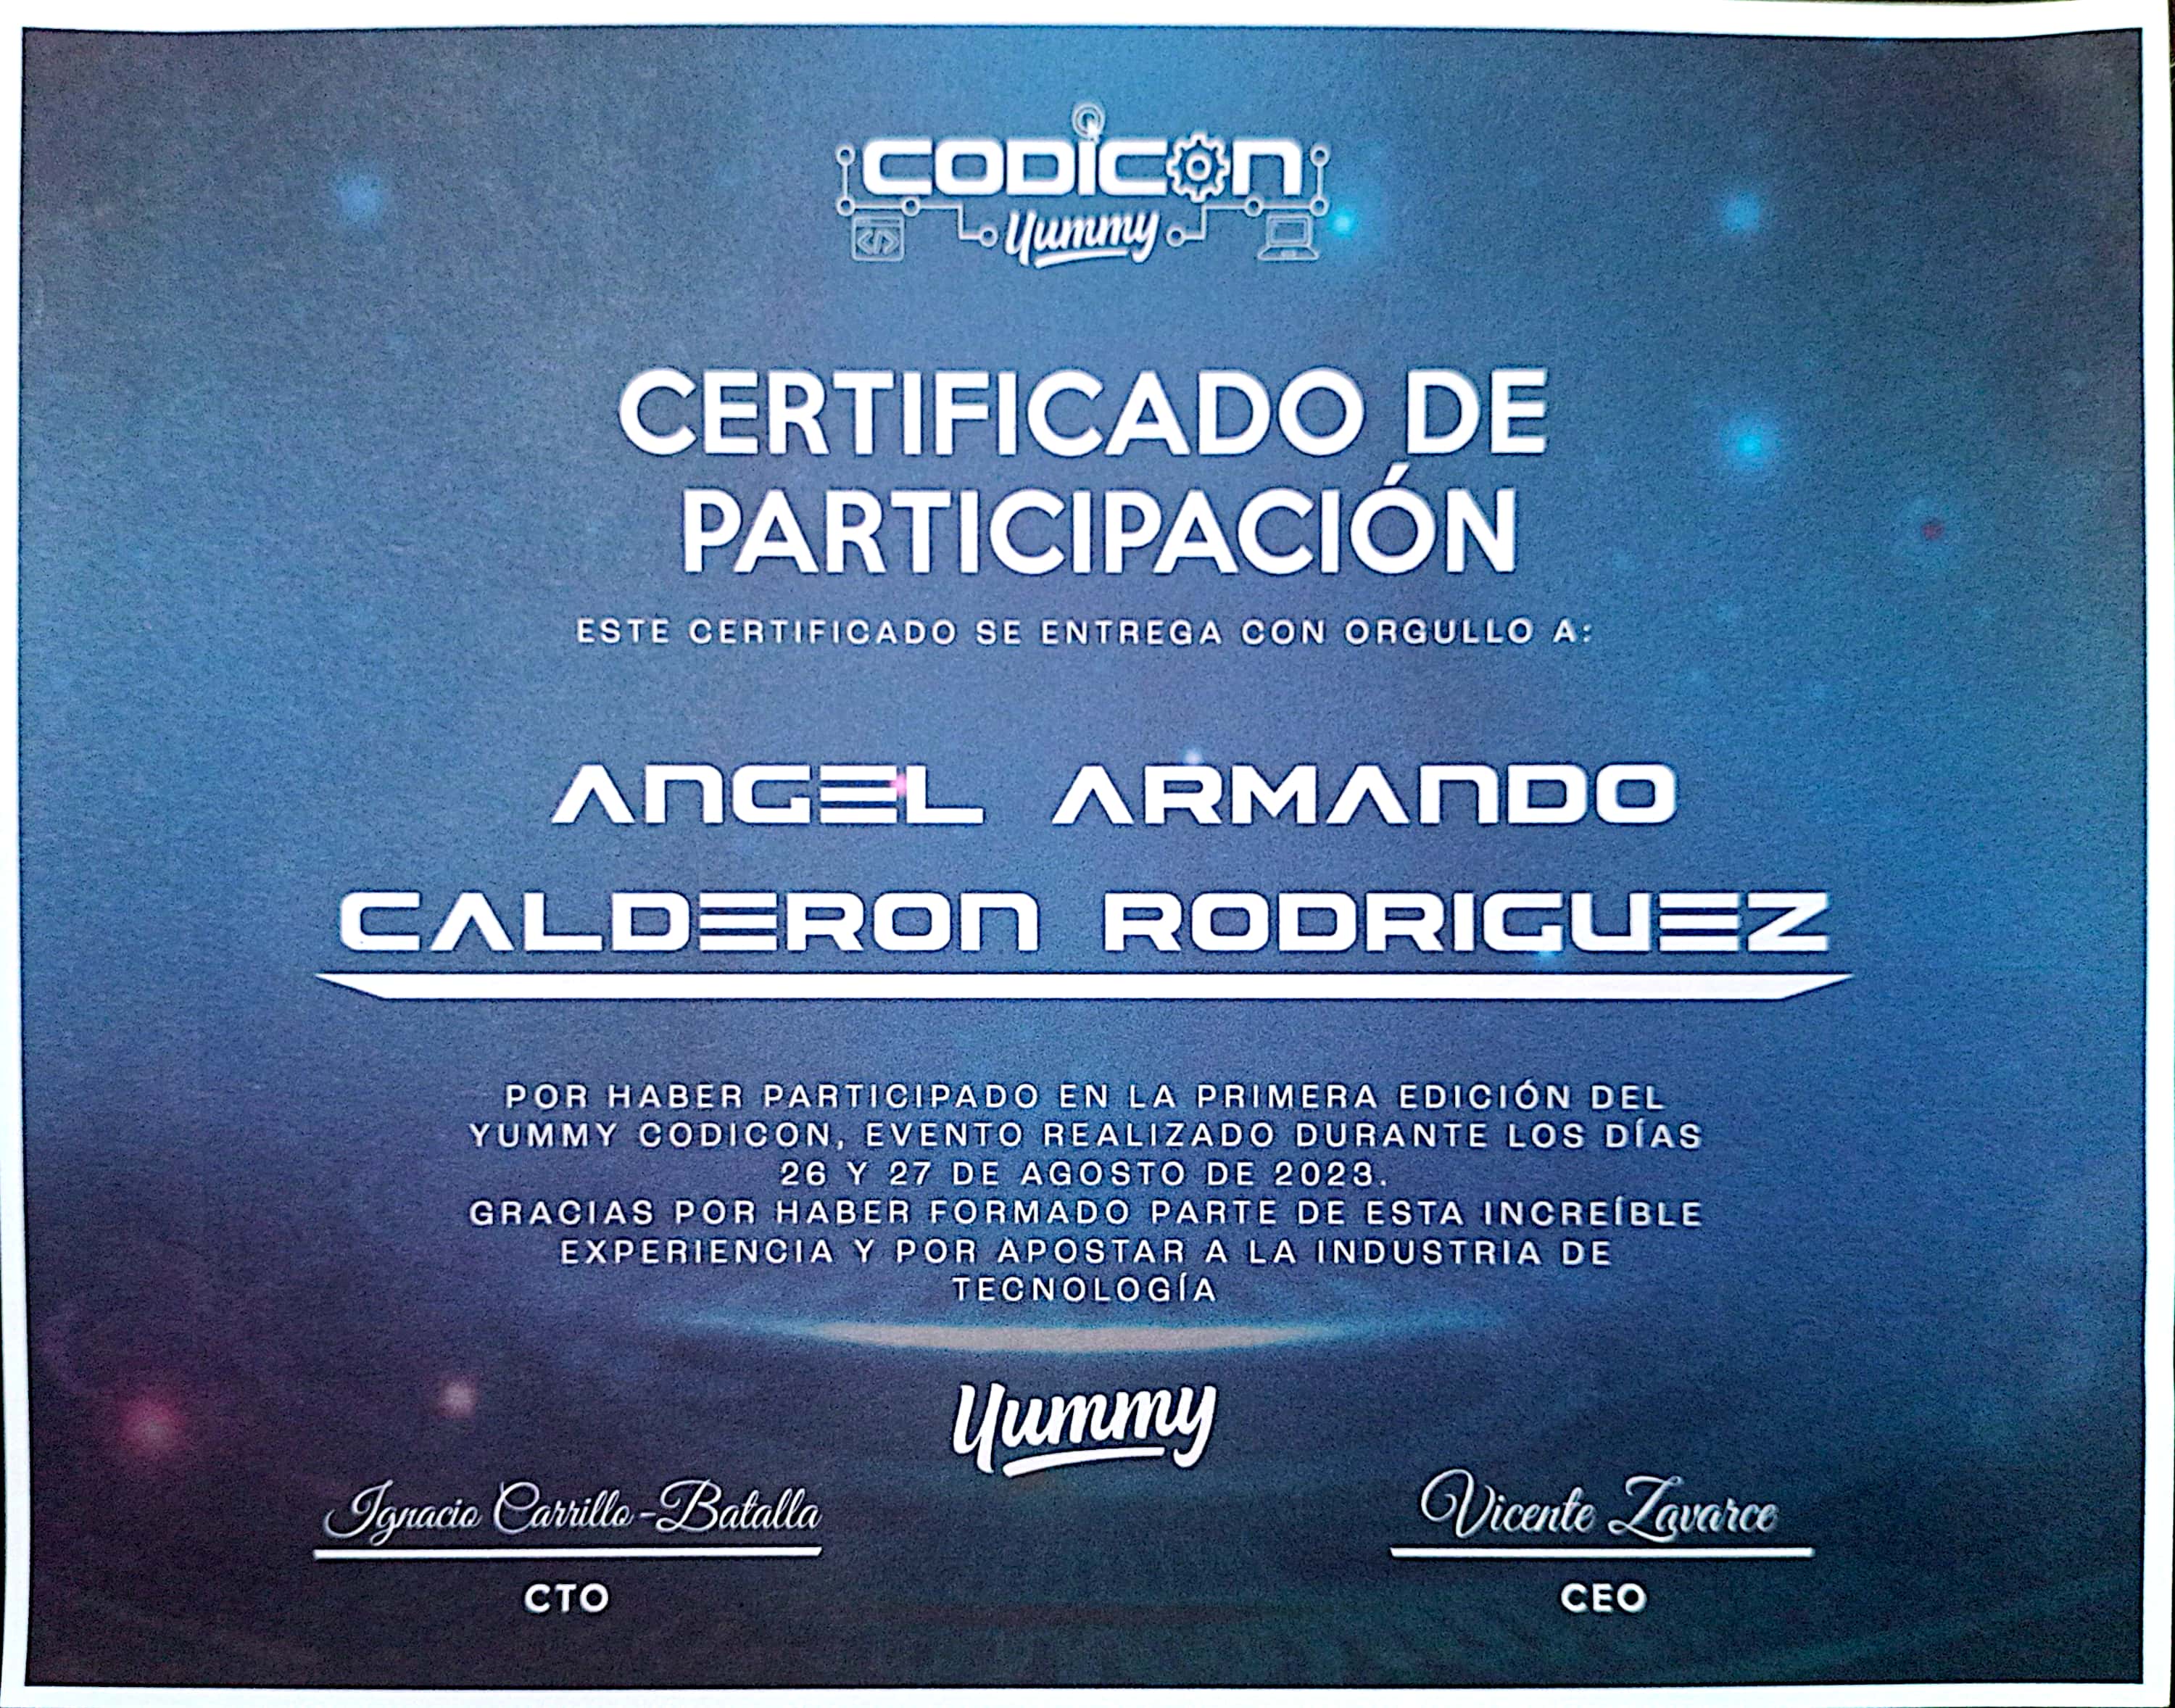 CODICON
Yummy
CERTIFICADO DE
PARTICIPACIÓN
ESTE CERTIFICADO SE ENTREGA CON ORGULLO A:
ANGEL ARMANDO
CALDERON RODRIGUEZ
POR HABER PARTICIPADO EN LA PRIMERA EDICIÓN DEL
YUMMY CODICON, EVENTO REALIZADO DURANTE LOS DÍAS
26 Y 27 DE AGOSTO DE 2023.
GRACIAS POR HABER FORMADO PARTE DE ESTA INCREÍBLE
EXPERIENCIA Y POR APOSTAR A LA INDUSTRIA DE
TECNOLOGÍA
Yummy
Ignacio Carrillo-Batalla
CTO
Vicente Zavarce
CEO